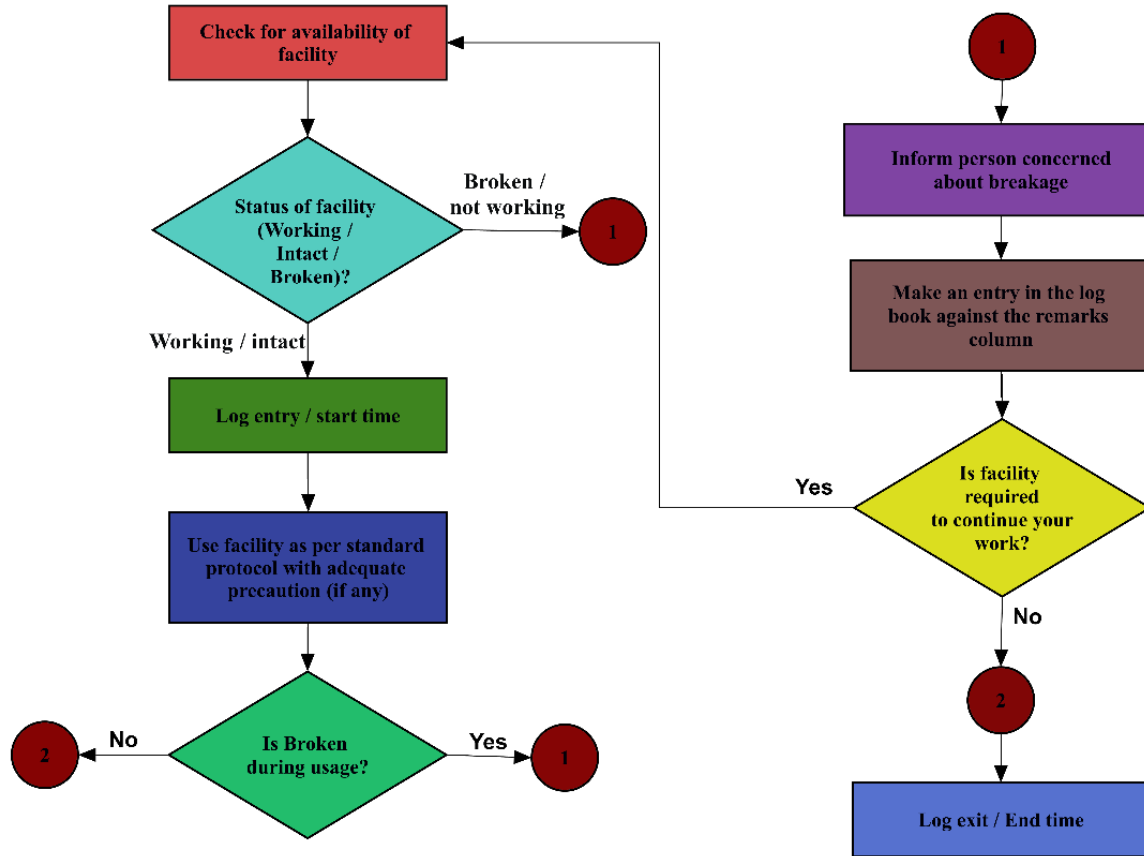 Check for availability of
facility
Status of facility
(Working /
Intact /
Broken)?
Broken /
not working
1
Working / intact
Log entry / start time
Use facility as per standard
protocol with adequate
precaution (if any)
Is Broken
during usage?
No
2
Yes
1
1
Inform person concerned
about breakage
Make an entry in the log
book against the remarks
column
Is facility
required
to continue your
work?
Yes
No
2
Log exit / End time